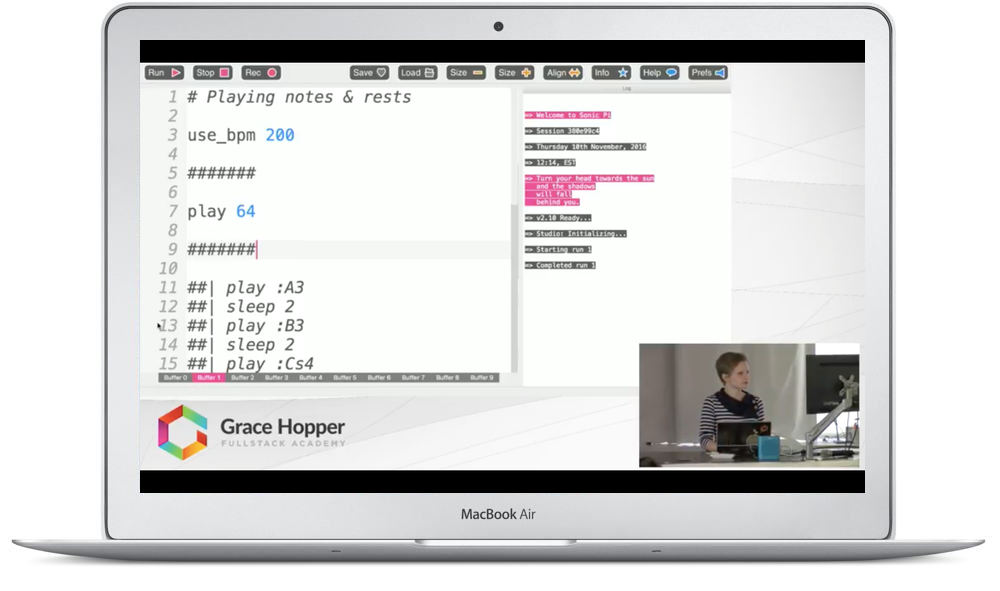 Run Stop Rec Save Load Size Size Align Info Help Prefs
Log
1 # Playing notes & rests
2
3 use_bpm 200
4
5 #######
6
7 play 64
8
9 #######
10
11 ##| play :A3
12 ##| sleep 2
13 ##| play :B3
14 ##| sleep 2
15 ##| play :Cs4
Buffer 0 Buffer 1 Buffer 2 Buffer 3 Buffer 4 Buffer 5 Buffer 6 Buffer 7 Buffer 8 Buffer 9
=> Welcome to Sonic Pi
=> Session 380e99c4
=> Thursday 10th November, 2016
=> 12:14, EST
=> Turn your head towards the sun
and the shadows
will fall
behind you.
=> v2.10 Ready...
=> Studio: Initializing...
=> Starting run 1
=> Completed run 1
Grace Hopper
FULLSTACK ACADEMY
MacBook Air